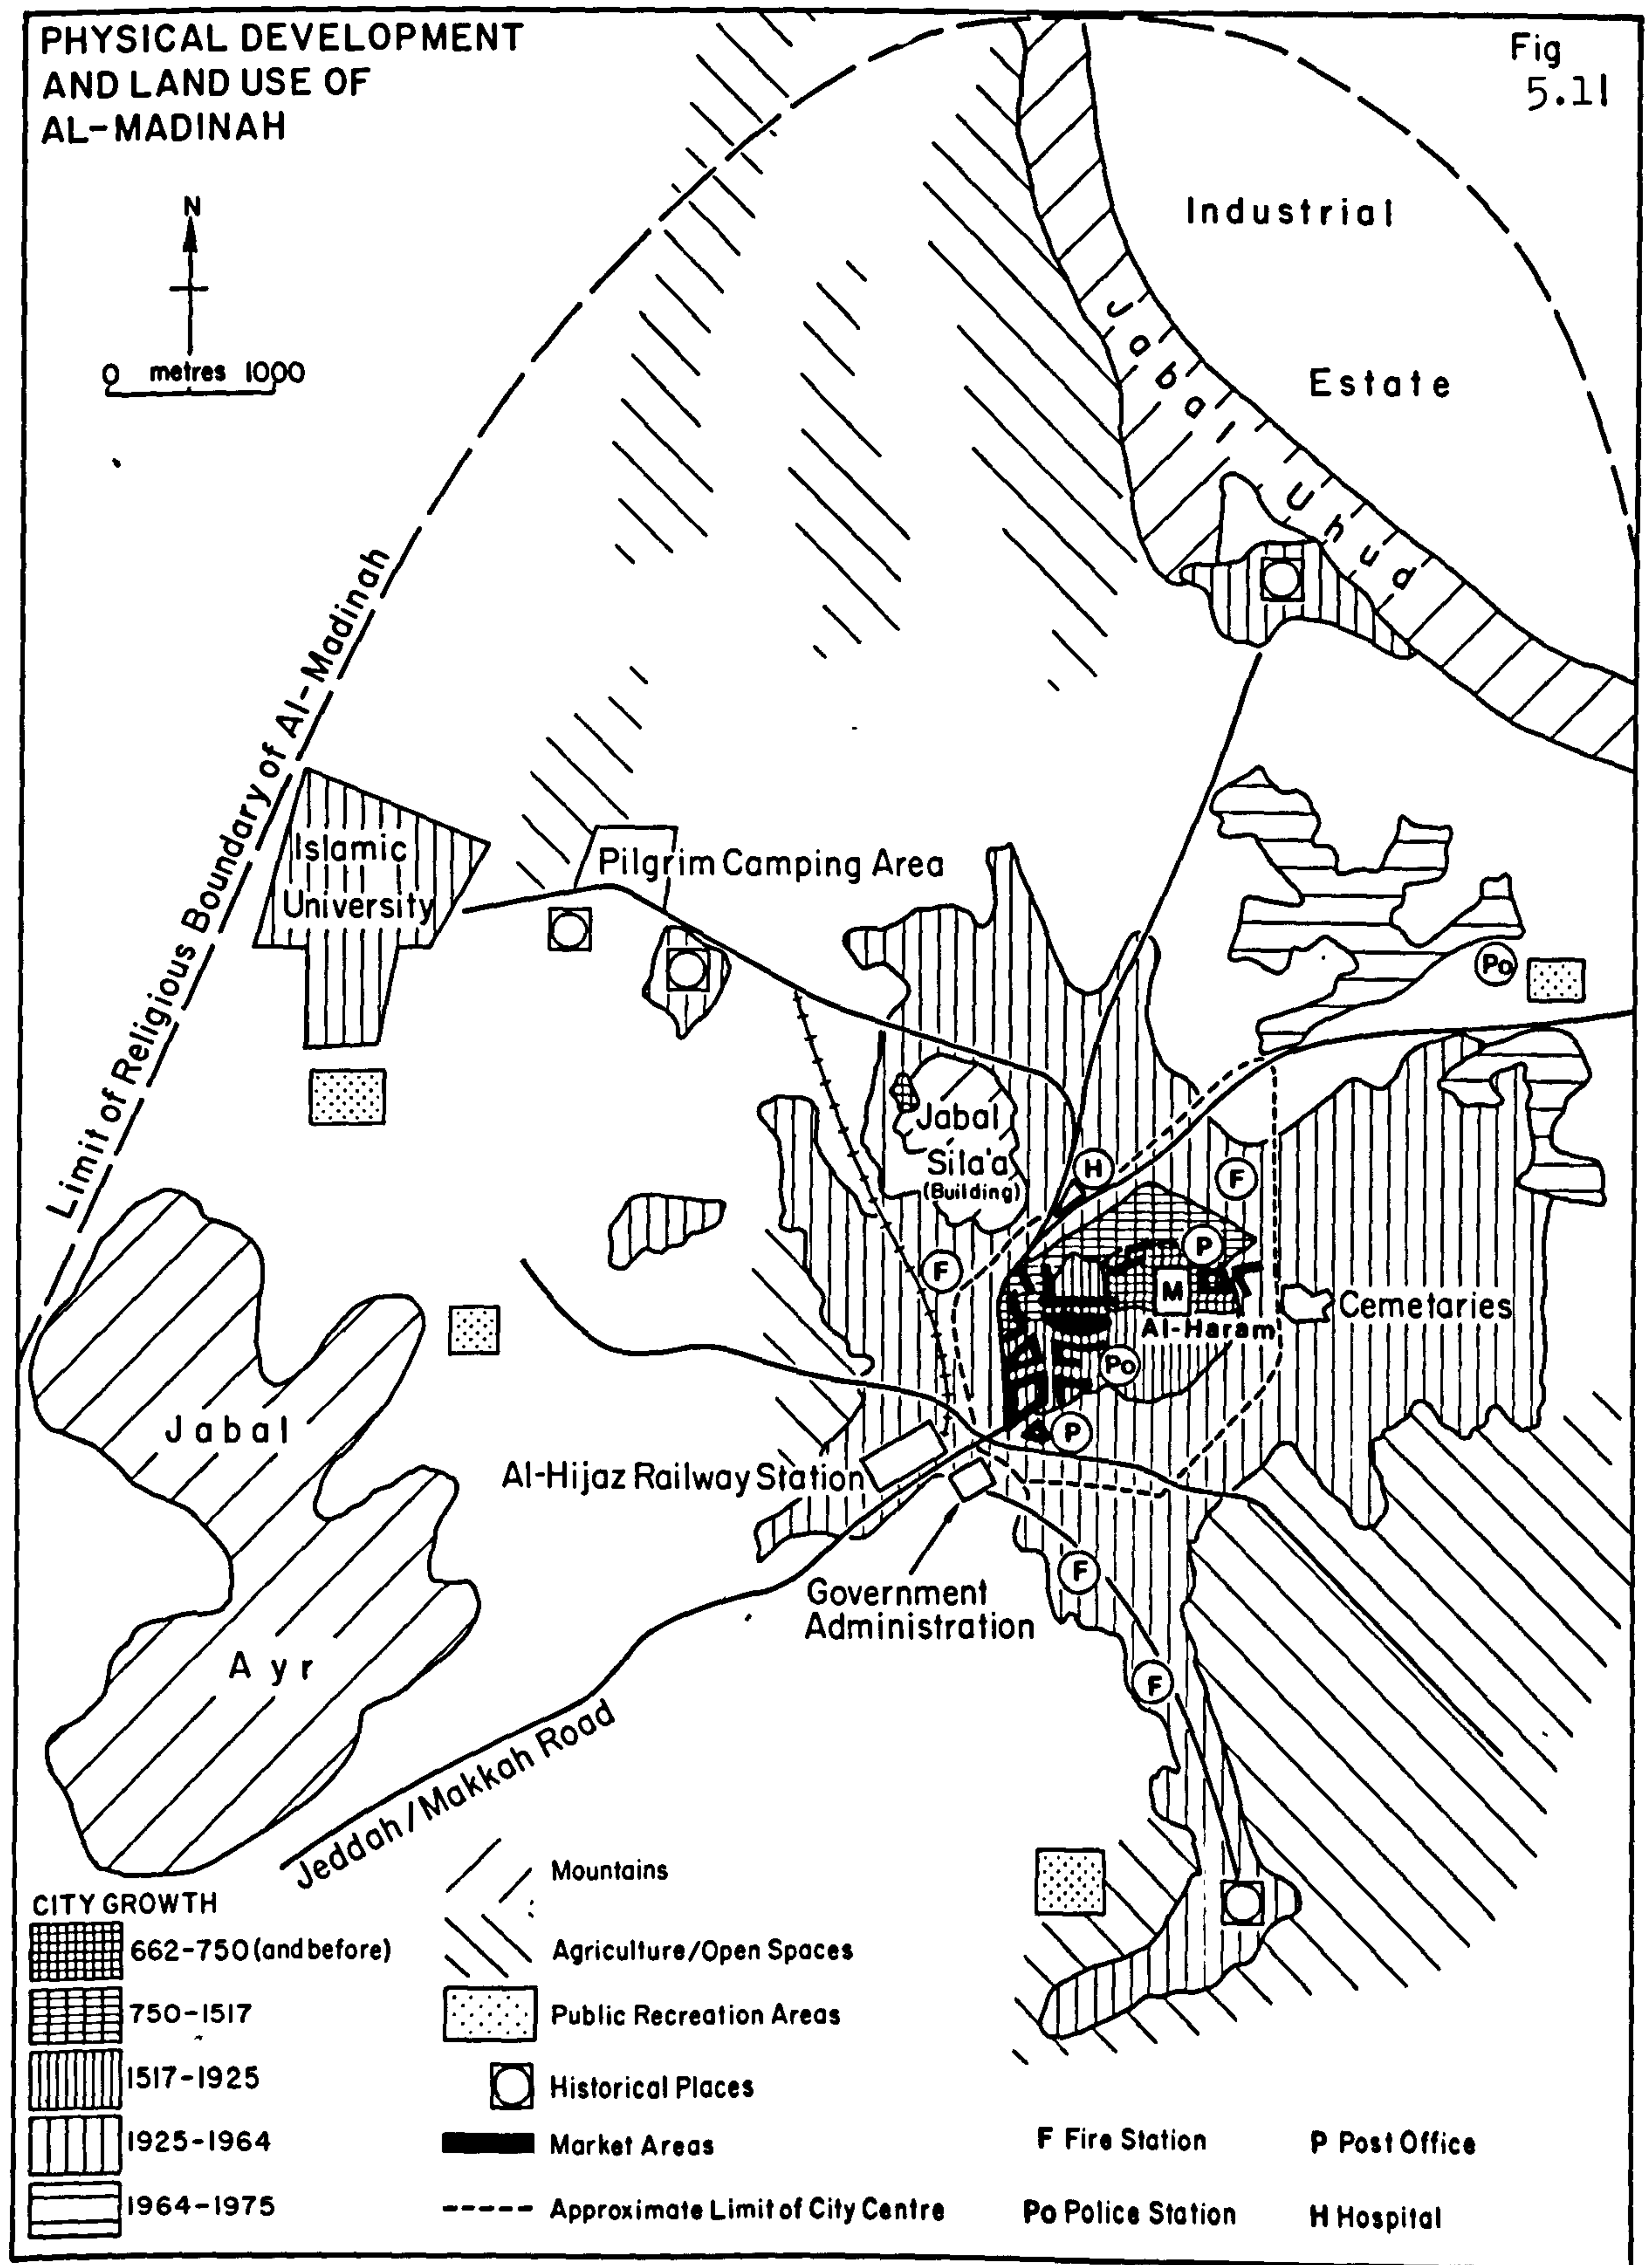 PHYSICAL DEVELOPMENT
AND LAND USE OF
AL-MADINAH
Fig
5.11
N
0 metres 1000
Industrial
Estate
Jabal Uhud
Limit of Religious Boundary of Al-Madinah
Islamic
University
Pilgrim Camping Area
Po
Jabal
Sila'a
(Building)
H
F
P
F
M
Al-Haram
Cemetaries
Po
P
Jabal
Ayr
Al-Hijaz Railway Station
F
Government
Administration
F
Jeddah/Makkah Road
CITY GROWTH
662-750 (and before)
750-1517
1517-1925
1925-1964
1964-1975
Mountains
Agriculture/Open Spaces
Public Recreation Areas
Historical Places
Market Areas
Approximate Limit of City Centre
F Fire Station
P Post Office
Po Police Station
H Hospital